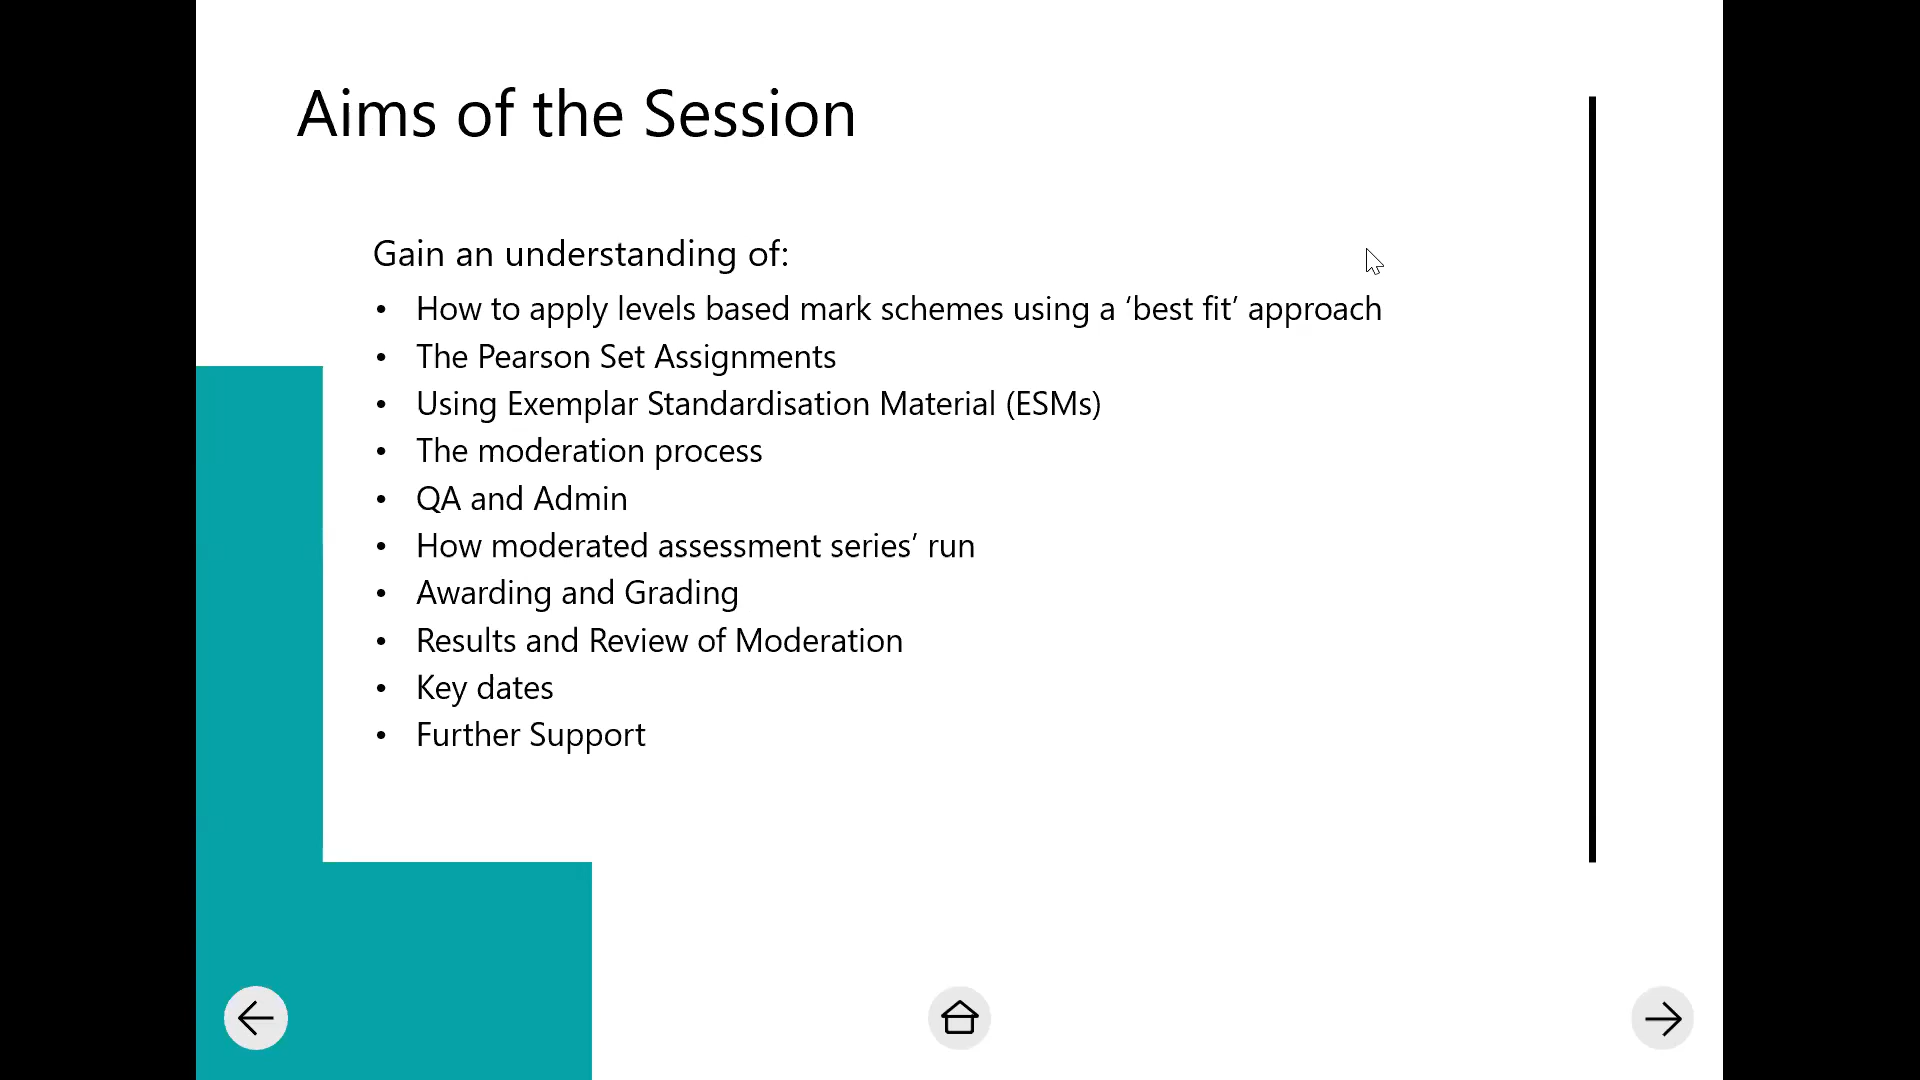 Aims of the Session
Gain an understanding of:
• How to apply levels based mark schemes using a ‘best fit’ approach
• The Pearson Set Assignments
• Using Exemplar Standardisation Material (ESMs)
• The moderation process
• QA and Admin
• How moderated assessment series’ run
• Awarding and Grading
• Results and Review of Moderation
• Key dates
• Further Support